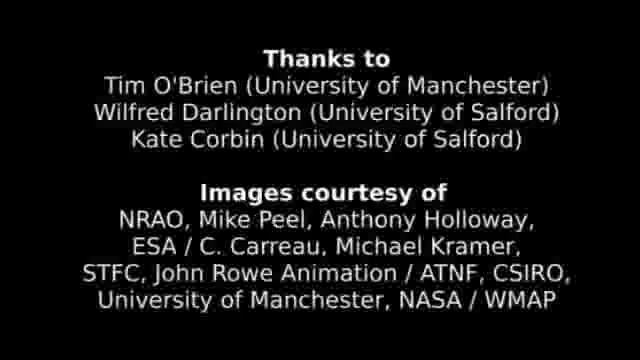 Thanks to
Tim O'Brien (University of Manchester)
Wilfred Darlington (University of Salford)
Kate Corbin (University of Salford)
Images courtesy of
NRAO, Mike Peel, Anthony Holloway,
ESA / C. Carreau, Michael Kramer,
STFC, John Rowe Animation / ATNF, CSIRO,
University of Manchester, NASA / WMAP